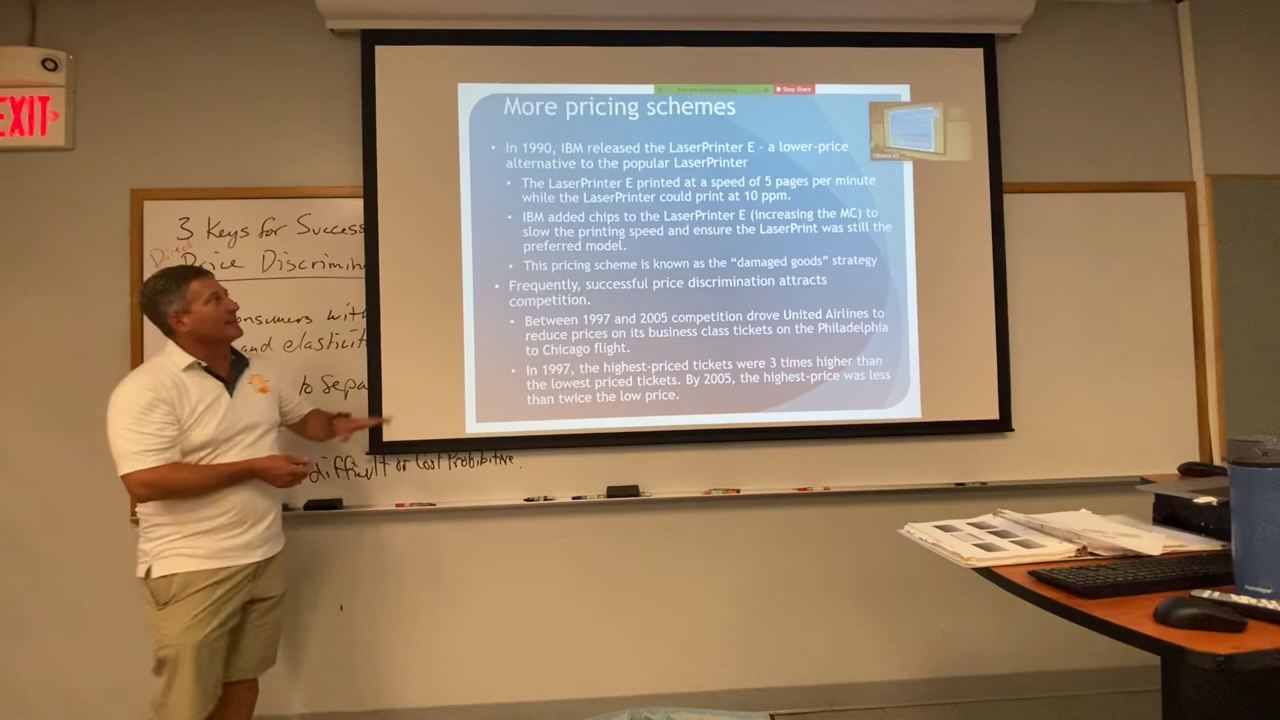 EXIT
Stop Share
More pricing schemes
• In 1990, IBM released the LaserPrinter E - a lower-price
alternative to the popular LaserPrinter
• The LaserPrinter E printed at a speed of 5 pages per minute
while the LaserPrinter could print at 10 ppm.
• IBM added chips to the LaserPrinter E (increasing the MC) to
slow the printing speed and ensure the LaserPrint was still the
preferred model.
• This pricing scheme is known as the “damaged goods” strategy
• Frequently, successful price discrimination attracts
competition.
• Between 1997 and 2005 competition drove United Airlines to
reduce prices on its business class tickets on the Philadelphia
to Chicago flight.
• In 1997, the highest-priced tickets were 3 times higher than
the lowest priced tickets. By 2005, the highest-price was less
than twice the low price.
3 Keys for Success
Direct
Price Discrimin
onsumers with
and elasticit
to Sepa
difficult or Cost Prohibitive.